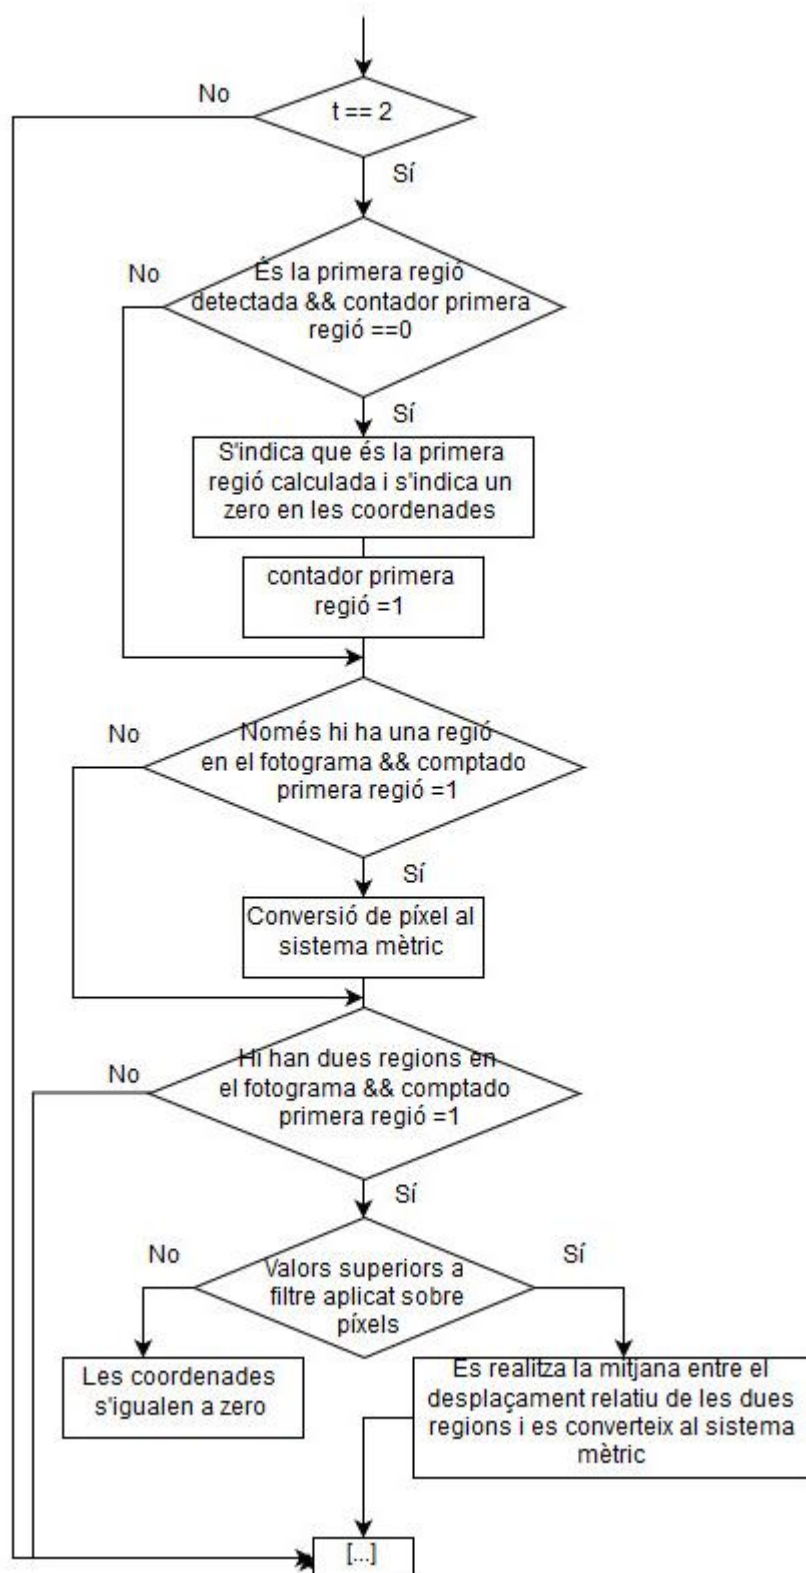 No
t == 2
Sí
No
És la primera regió
detectada && contador primera
regió ==0
Sí
S'indica que és la primera
regió calculada i s'indica un
zero en les coordenades
contador primera
regió =1
No
Només hi ha una regió
en el fotograma && comptado
primera regió =1
Sí
Conversió de píxel al
sistema mètric
No
Hi han dues regions en
el fotograma && comptado
primera regió =1
Sí
No
Sí
Valors superiors a
filtre aplicat sobre
píxels
Les coordenades
s'igualen a zero
Es realitza la mitjana entre el
desplaçament relatiu de les dues
regions i es converteix al sistema
mètric
[...]